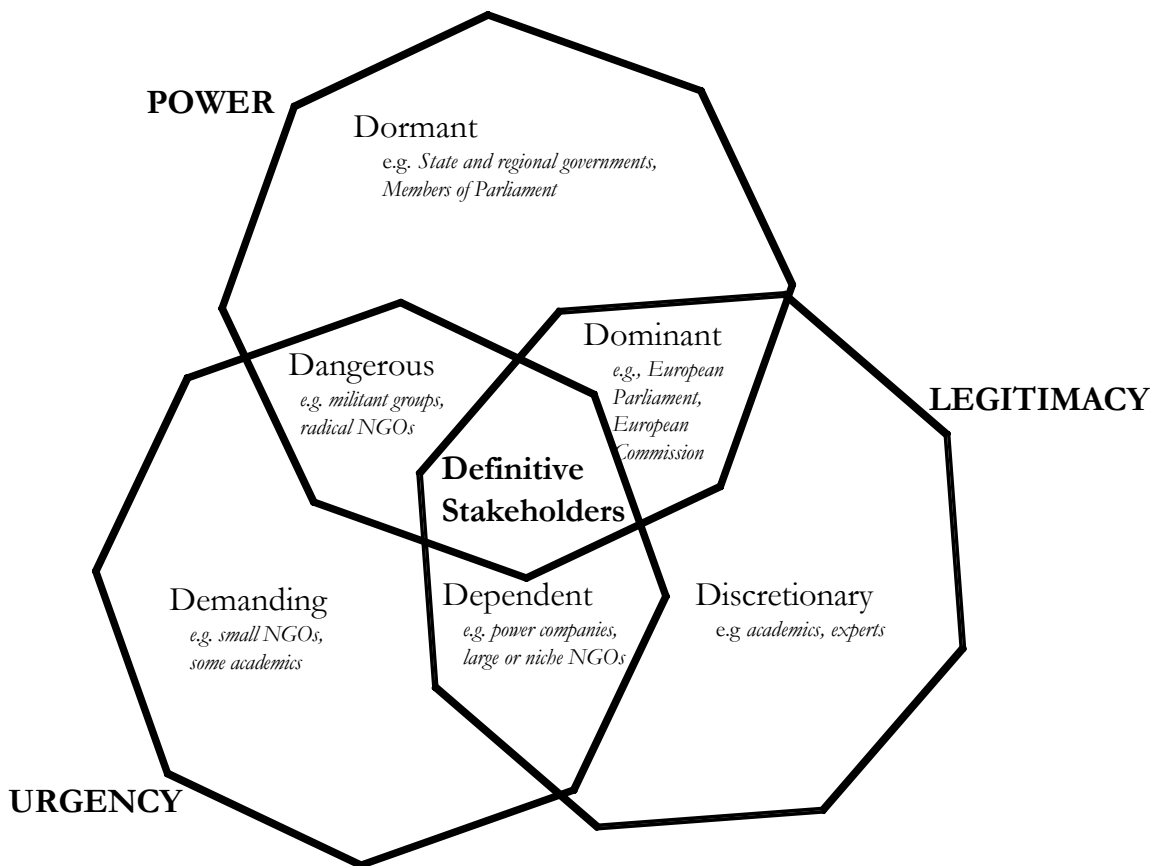 POWER
Dormant
e.g. State and regional governments,
Members of Parliament
Dangerous
e.g. militant groups,
radical NGOs
Dominant
e.g., European
Parliament,
European
Commission
LEGITIMACY
Definitive
Stakeholders
Demanding
e.g. small NGOs,
some academics
Dependent
e.g. power companies,
large or niche NGOs
Discretionary
e.g academics, experts
URGENCY